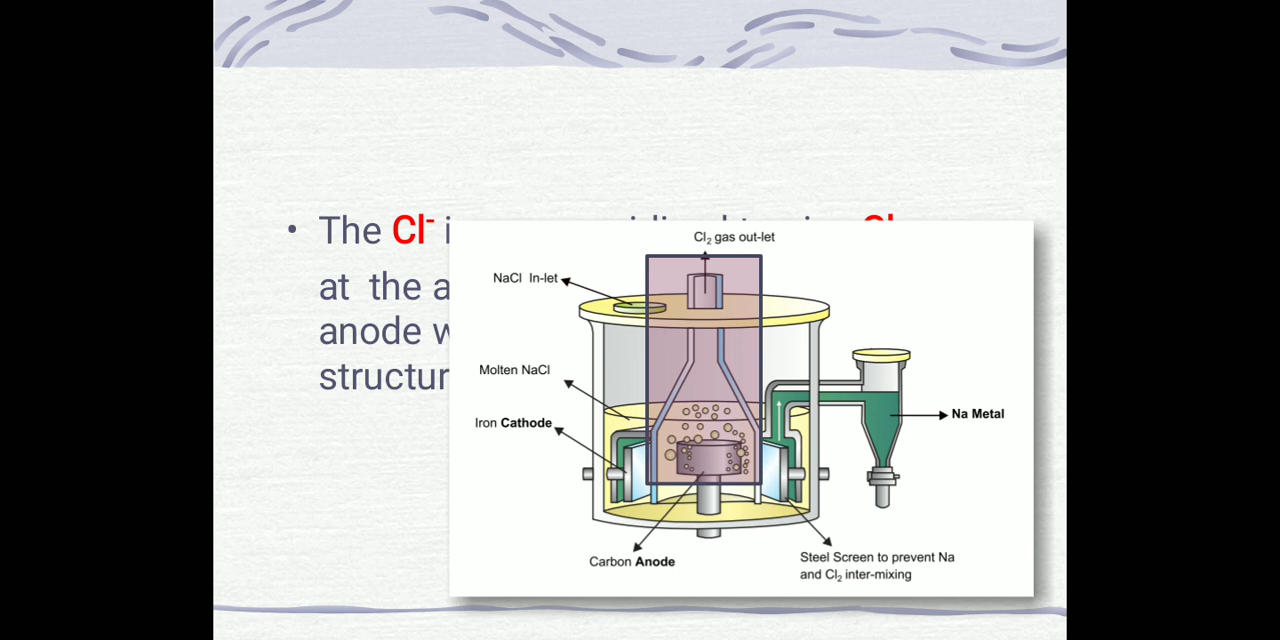 • The Cl⁻
at the
anode
structur
Cl₂ gas out-let
NaCl In-let
Molten NaCl
Iron Cathode
Na Metal
Carbon Anode
Steel Screen to prevent Na
and Cl₂ inter-mixing